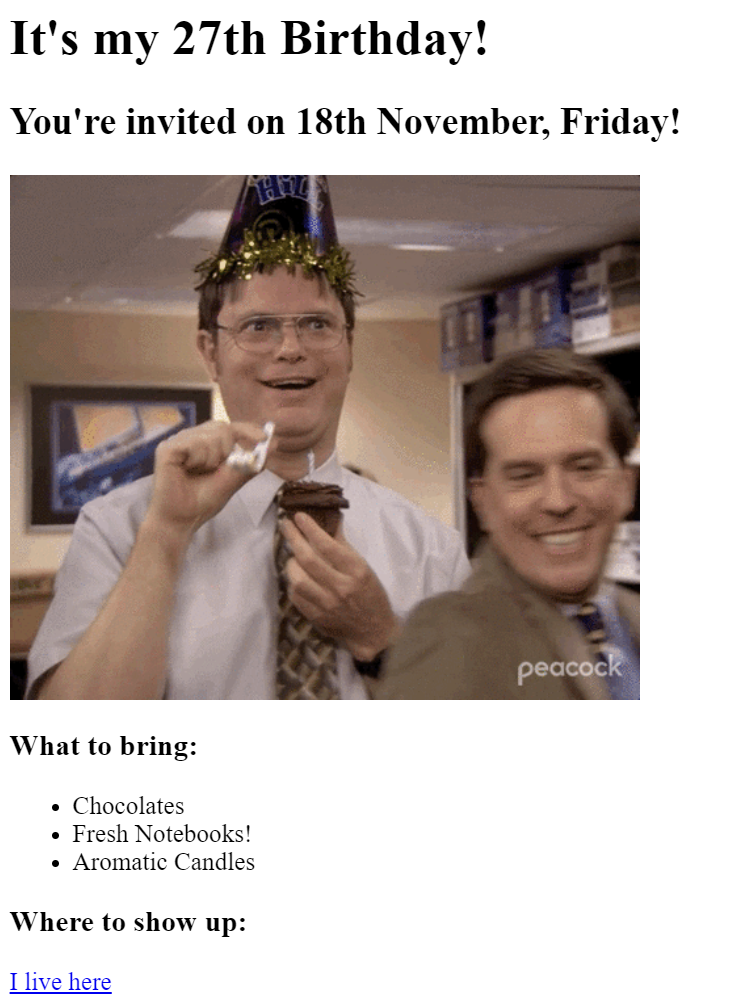 It's my 27th Birthday!
You're invited on 18th November, Friday!
peacock
What to bring:
Chocolates
Fresh Notebooks!
Aromatic Candles
Where to show up:
I live here